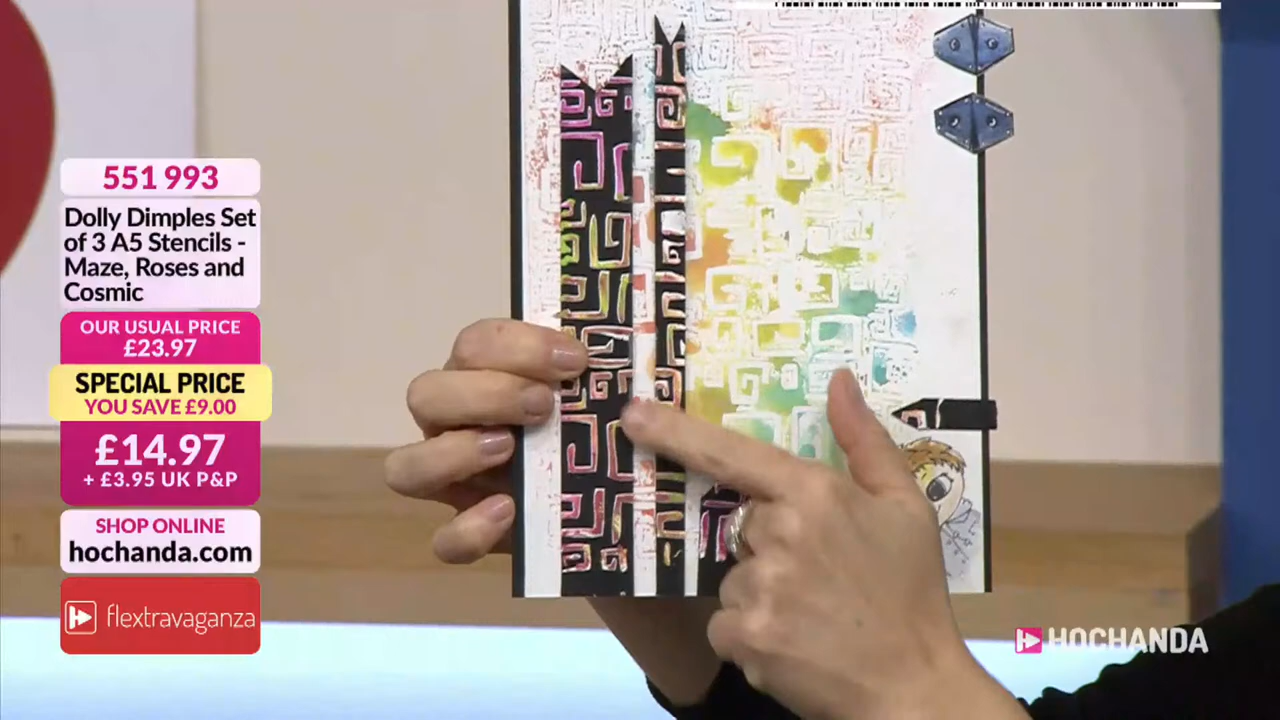 551 993
Dolly Dimples Set
of 3 A5 Stencils -
Maze, Roses and
Cosmic
OUR USUAL PRICE
£23.97
SPECIAL PRICE
YOU SAVE £9.00
£14.97
+ £3.95 UK P&P
SHOP ONLINE
hochanda.com
flextravaganza
HOCHANDA